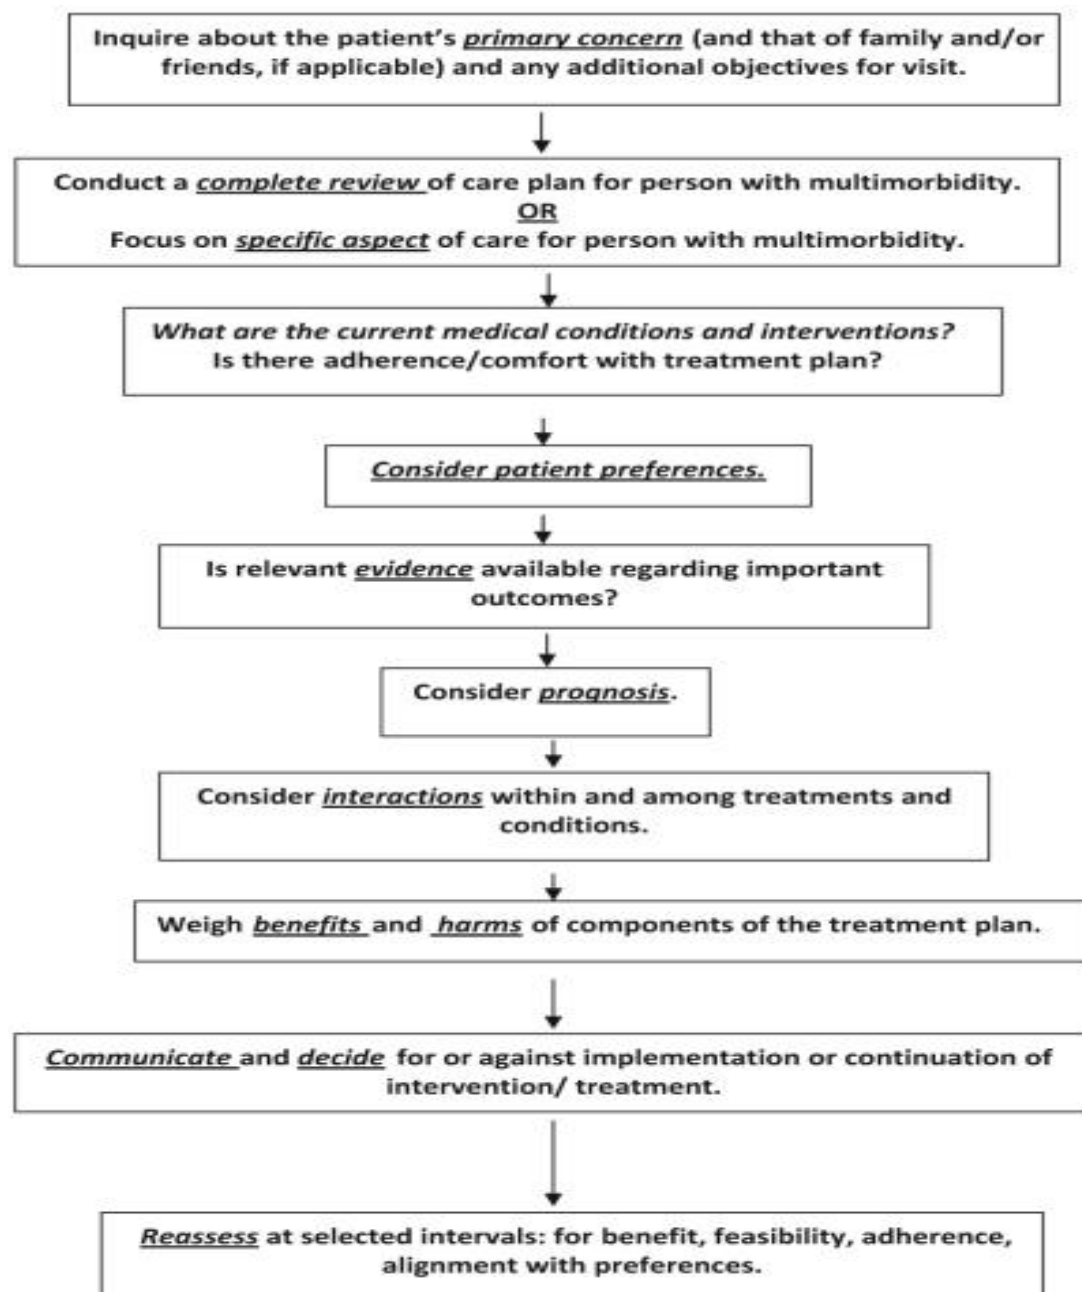 Inquire about the patient's primary concern (and that of family and/or
friends, if applicable) and any additional objectives for visit.
Conduct a complete review of care plan for person with multimorbidity.
OR
Focus on specific aspect of care for person with multimorbidity.
What are the current medical conditions and interventions?
Is there adherence/comfort with treatment plan?
Consider patient preferences.
Is relevant evidence available regarding important
outcomes?
Consider prognosis.
Consider interactions within and among treatments and
conditions.
Weigh benefits and harms of components of the treatment plan.
Communicate and decide for or against implementation or continuation of
intervention/ treatment.
Reassess at selected intervals: for benefit, feasibility, adherence,
alignment with preferences.